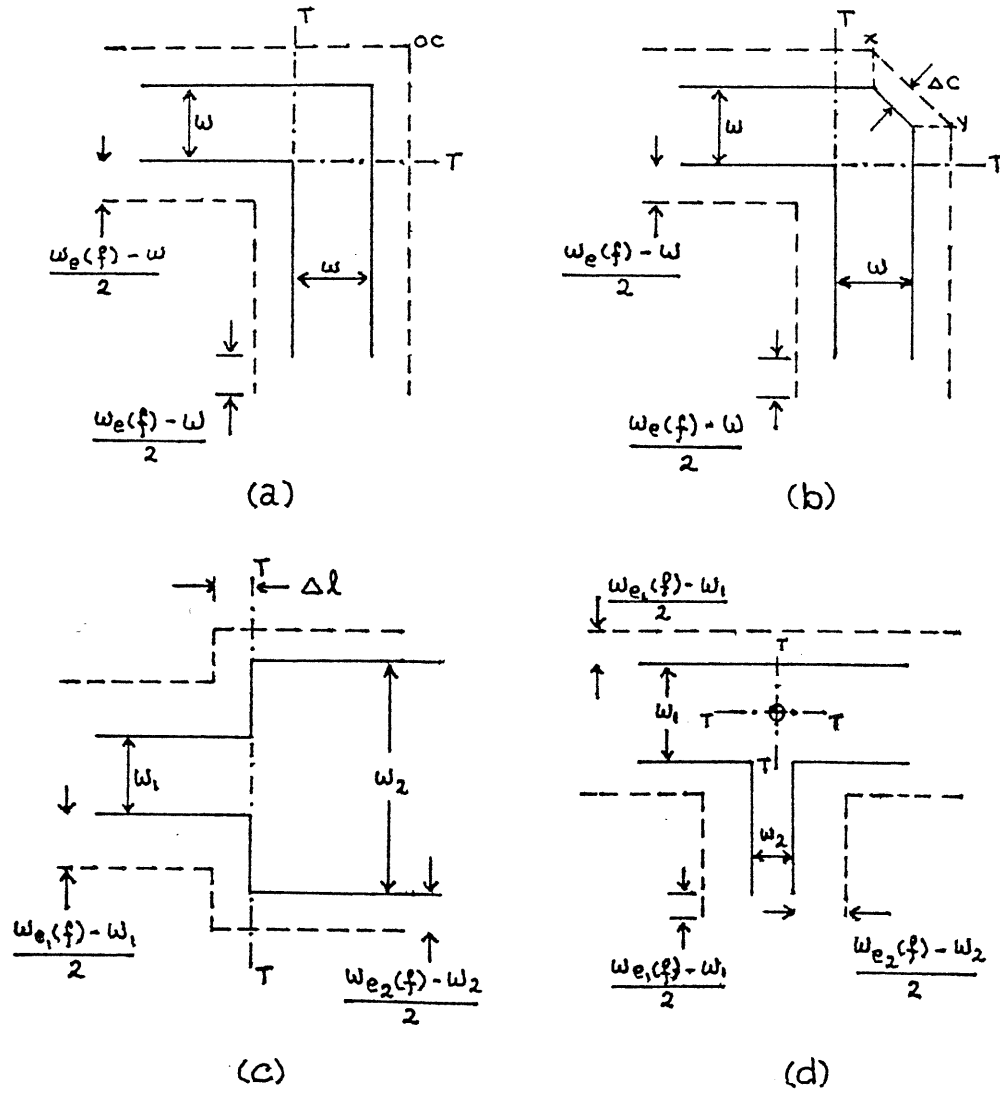 T
OC
ω
T
ωe(f) - ω
2
ω
ωe(f) - ω
2
(a)
T
x
ΔC
y
ω
T
ωe(f) - ω
2
ω
ωe(f) - ω
2
(b)
T
Δl
ω1
ω2
ωe1(f) - ω1
2
T
ωe2(f) - ω2
2
(c)
ωe1(f) - ω1
2
T
ω1
T
T
T
ω2
ωe1(f) - ω1
2
ωe2(f) - ω2
2
(d)